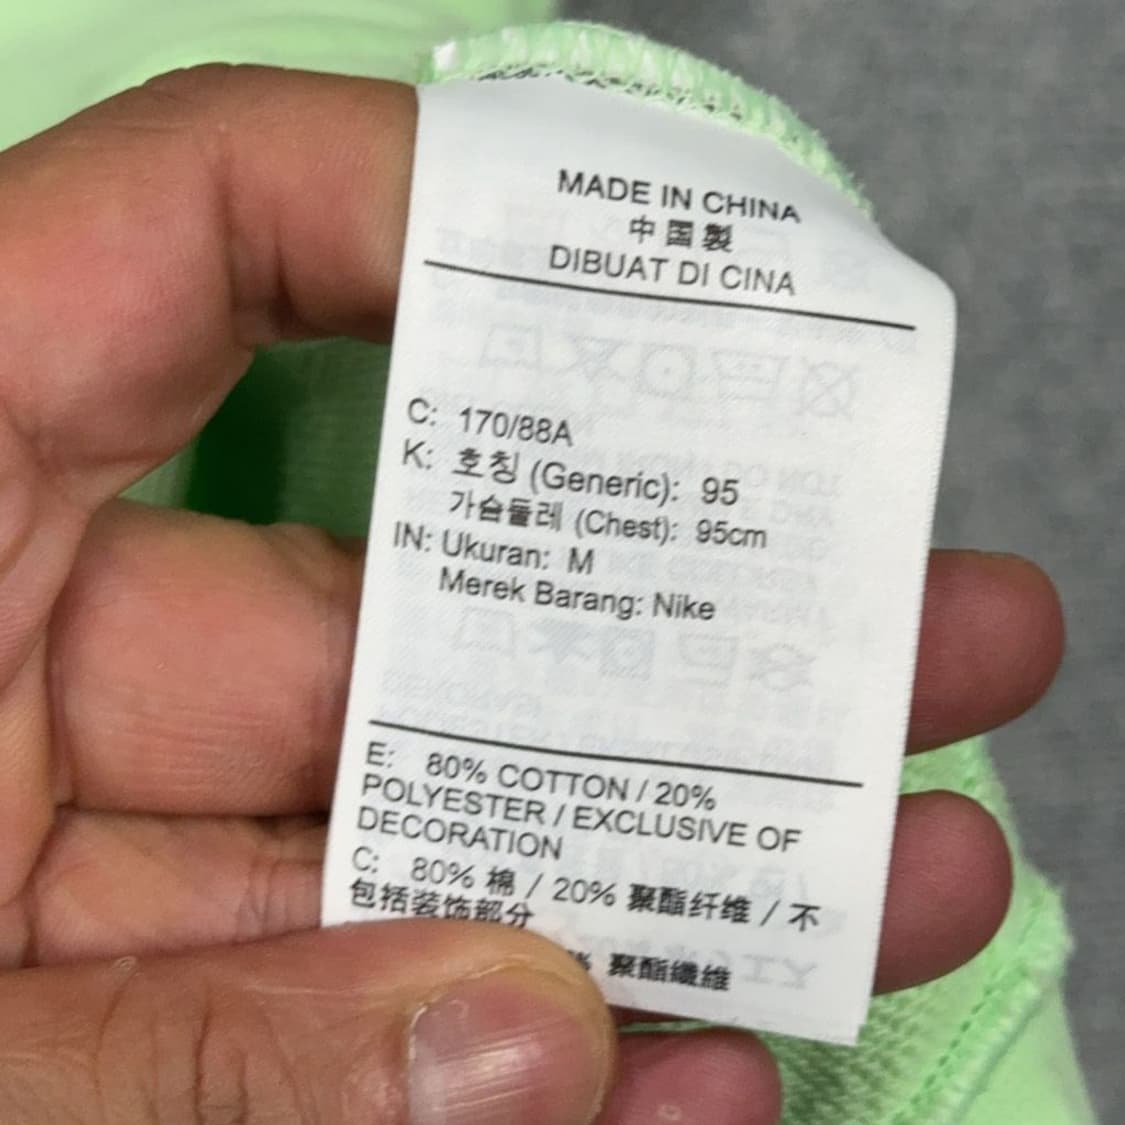 MADE IN CHINA
中国製
DIBUAT DI CINA
C: 170/88A
K: 호칭 (Generic): 95
가슴둘레 (Chest): 95cm
IN: Ukuran: M
Merek Barang: Nike
E: 80% COTTON / 20%
POLYESTER / EXCLUSIVE OF
DECORATION
C: 80% 棉 / 20% 聚酯纤维 / 不
包括装饰部分
% 聚酯纖維